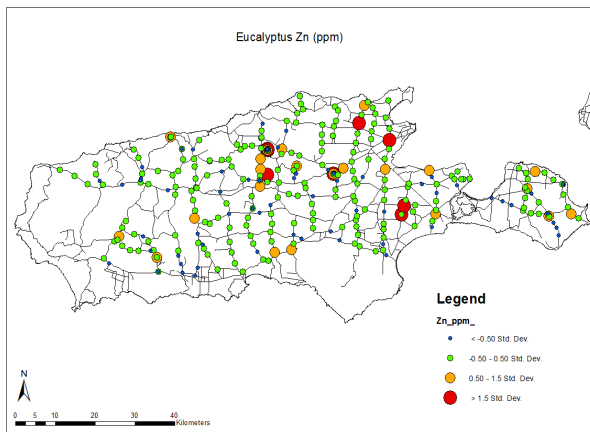 Eucalyptus Zn (ppm)
Legend
Zn_ppm_
< -0.50 Std. Dev.
-0.50 - 0.50 Std. Dev.
0.50 - 1.5 Std. Dev.
> 1.5 Std. Dev.
N
0 5 10 20 30 40
Kilometers